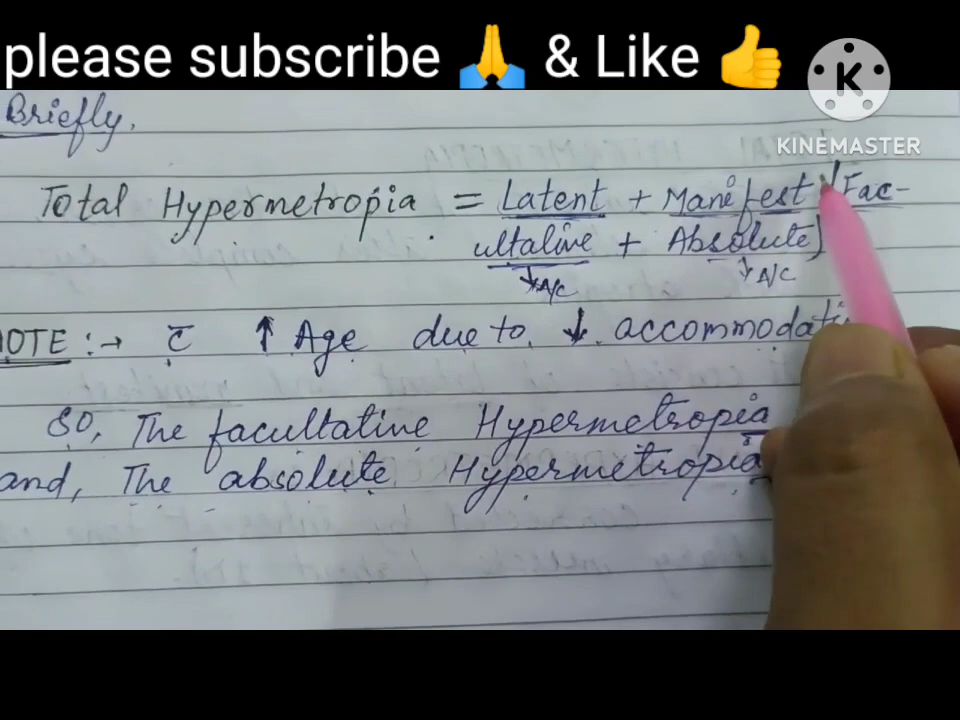 please subscribe 🙏 & Like 👍
K
KINEMASTER
Briefly.
Total Hypermetropia = Latent + Manifest (Fac-
ultative + Absolute)
↓ A/C ↓ A/C
NOTE :→ c̄ ↑ Age due to ↓ accommodati
SO, The facultative Hypermetropia
and, The absolute Hypermetropia